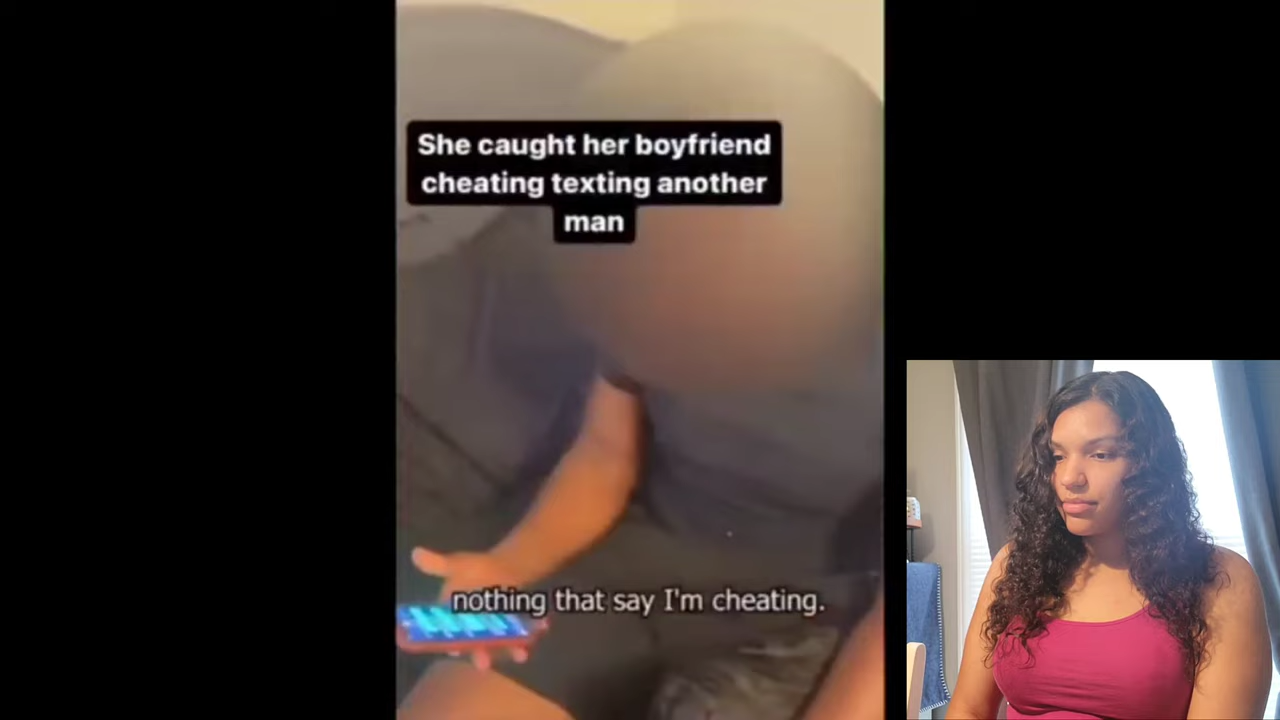 She caught her boyfriend
cheating texting another
man
nothing that say I'm cheating.